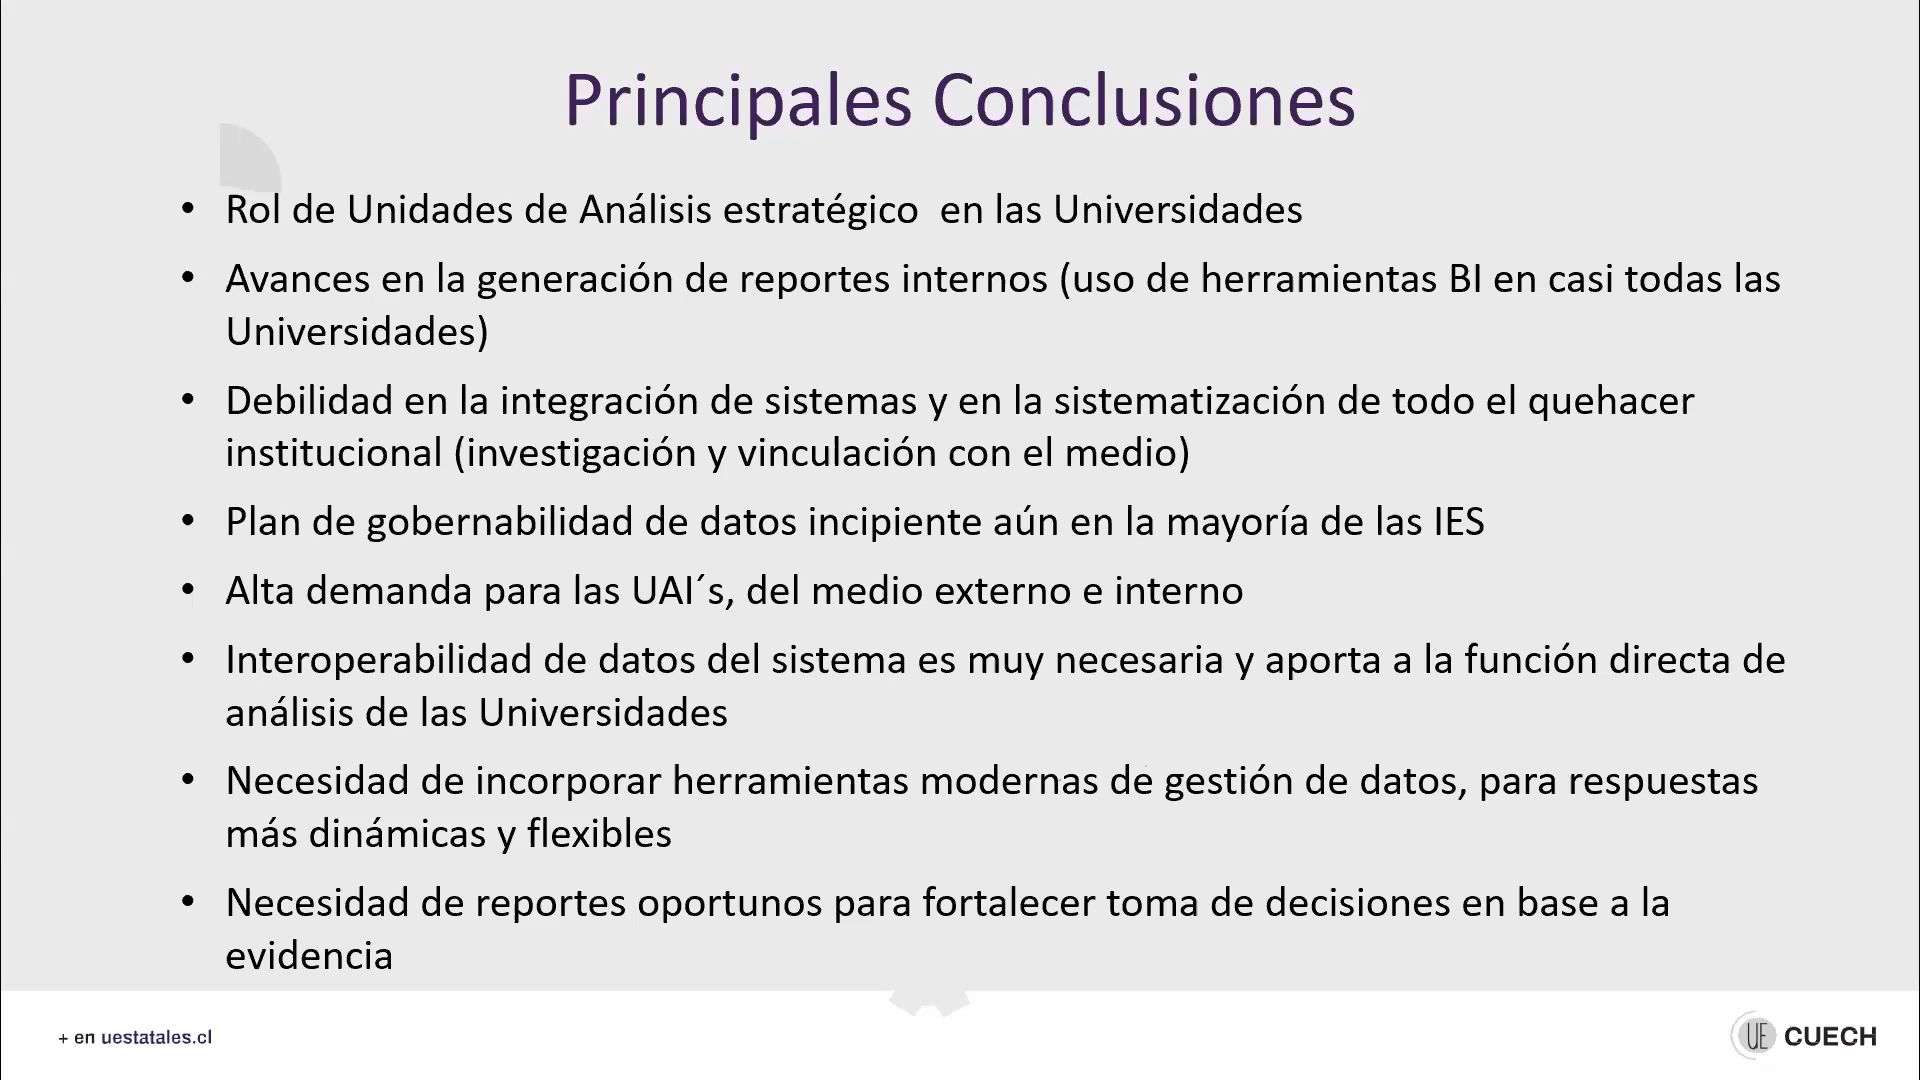 Principales Conclusiones
• Rol de Unidades de Análisis estratégico  en las Universidades
• Avances en la generación de reportes internos (uso de herramientas BI en casi todas las
Universidades)
• Debilidad en la integración de sistemas y en la sistematización de todo el quehacer
institucional (investigación y vinculación con el medio)
• Plan de gobernabilidad de datos incipiente aún en la mayoría de las IES
• Alta demanda para las UAI´s, del medio externo e interno
• Interoperabilidad de datos del sistema es muy necesaria y aporta a la función directa de
análisis de las Universidades
• Necesidad de incorporar herramientas modernas de gestión de datos, para respuestas
más dinámicas y flexibles
• Necesidad de reportes oportunos para fortalecer toma de decisiones en base a la
evidencia
+ en uestatales.cl
UE CUECH